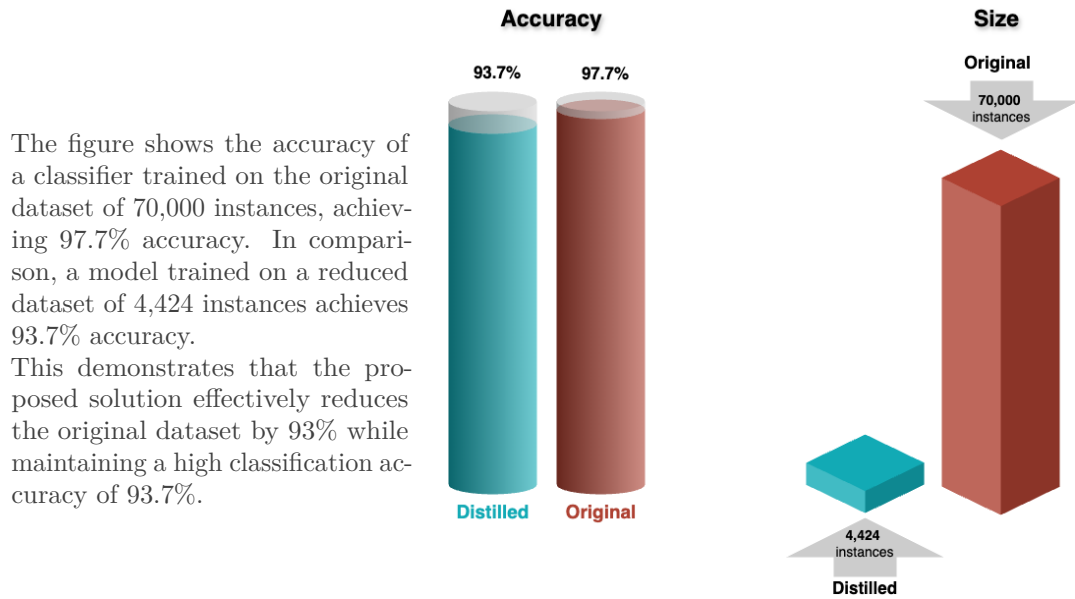 The figure shows the accuracy of
a classifier trained on the original
dataset of 70,000 instances, achiev-
ing 97.7% accuracy. In compari-
son, a model trained on a reduced
dataset of 4,424 instances achieves
93.7% accuracy.
This demonstrates that the pro-
posed solution effectively reduces
the original dataset by 93% while
maintaining a high classification ac-
curacy of 93.7%.
Accuracy
93.7%
97.7%
Distilled
Original
Size
Original
70,000
instances
4,424
instances
Distilled